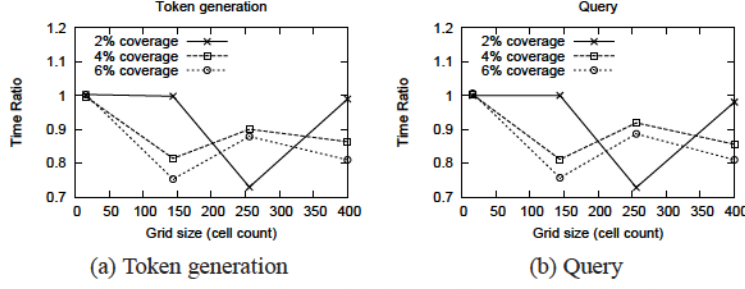 Token generation
1.2
1.1
1
0.9
0.8
0.7
Time Ratio
2% coverage
4% coverage
6% coverage
0 50 100 150 200 250 300 350 400
Grid size (cell count)
(a) Token generation
Query
1.2
1.1
1
0.9
0.8
0.7
Time Ratio
2% coverage
4% coverage
6% coverage
0 50 100 150 200 250 300 350 400
Grid size (cell count)
(b) Query